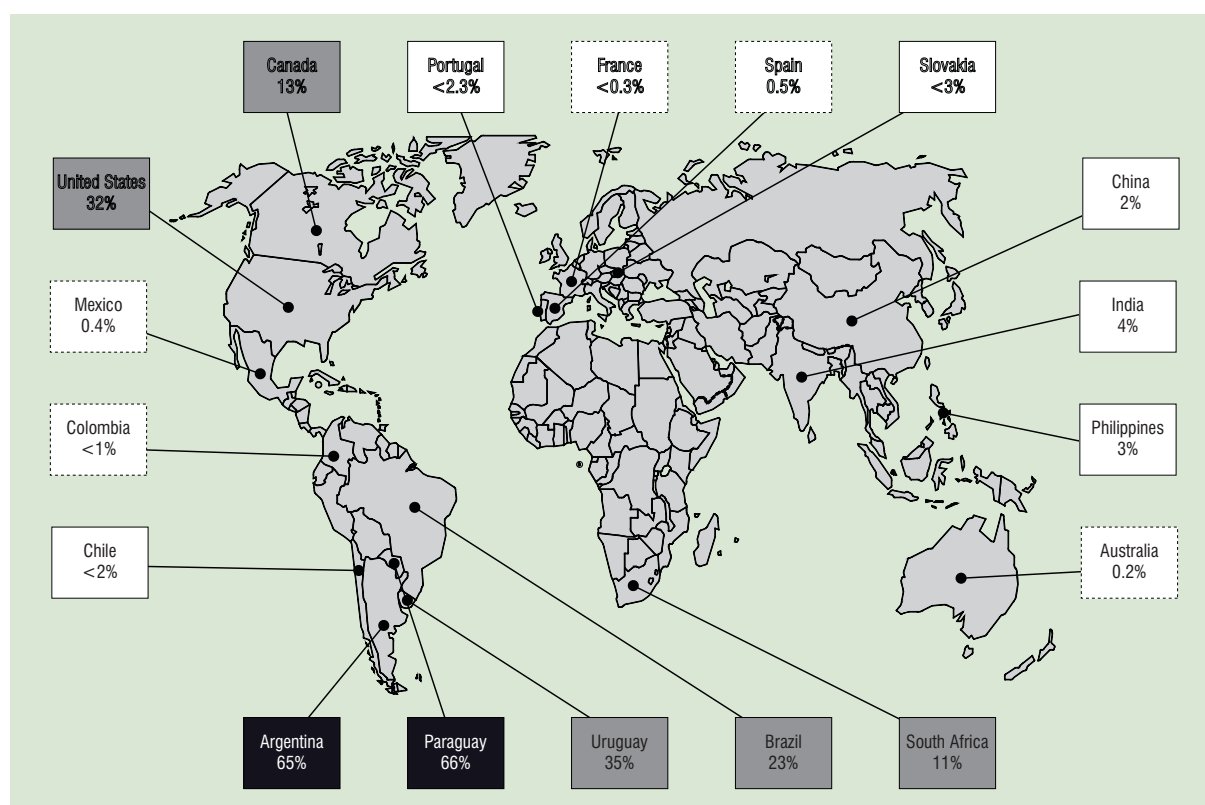 Canada
13%
Portugal
<2.3%
France
<0.3%
Spain
0.5%
Slovakia
<3%
United States
32%
China
2%
Mexico
0.4%
India
4%
Colombia
<1%
Philippines
3%
Chile
<2%
Australia
0.2%
Argentina
65%
Paraguay
66%
Uruguay
35%
Brazil
23%
South Africa
11%